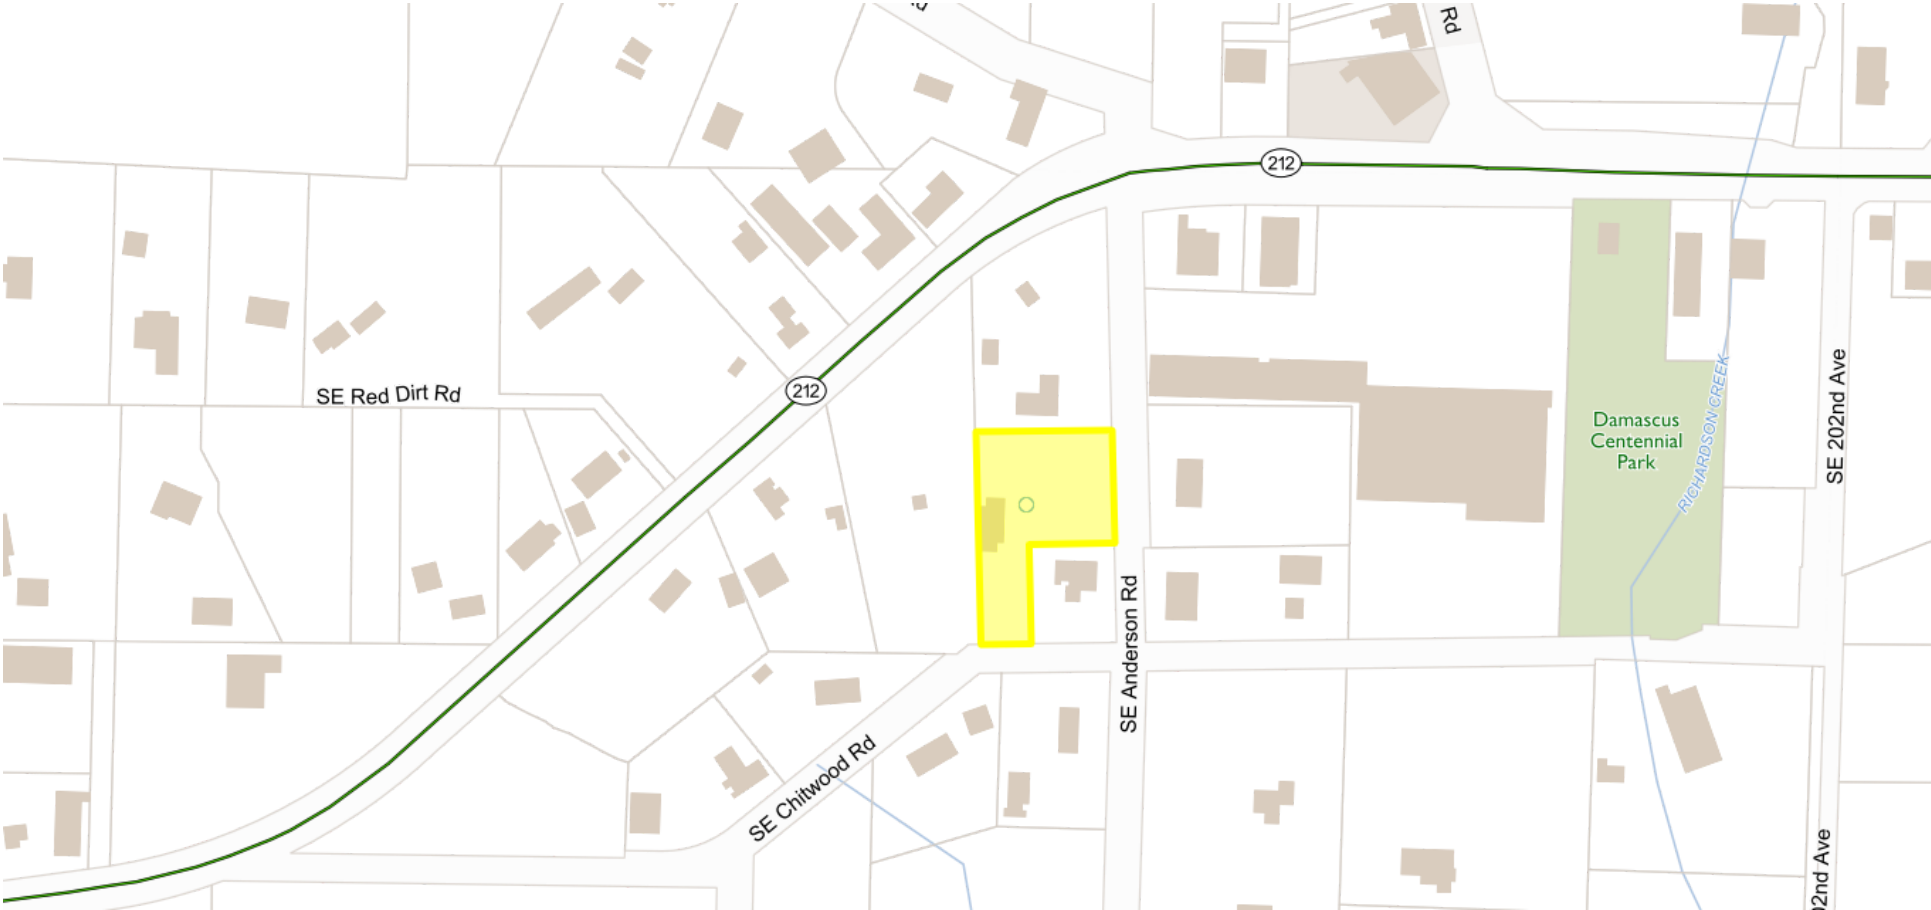 Rd
212
212
SE Red Dirt Rd
Damascus
Centennial
Park
RICHARDSON CREEK
SE 202nd Ave
SE Anderson Rd
SE Chitwood Rd
02nd Ave